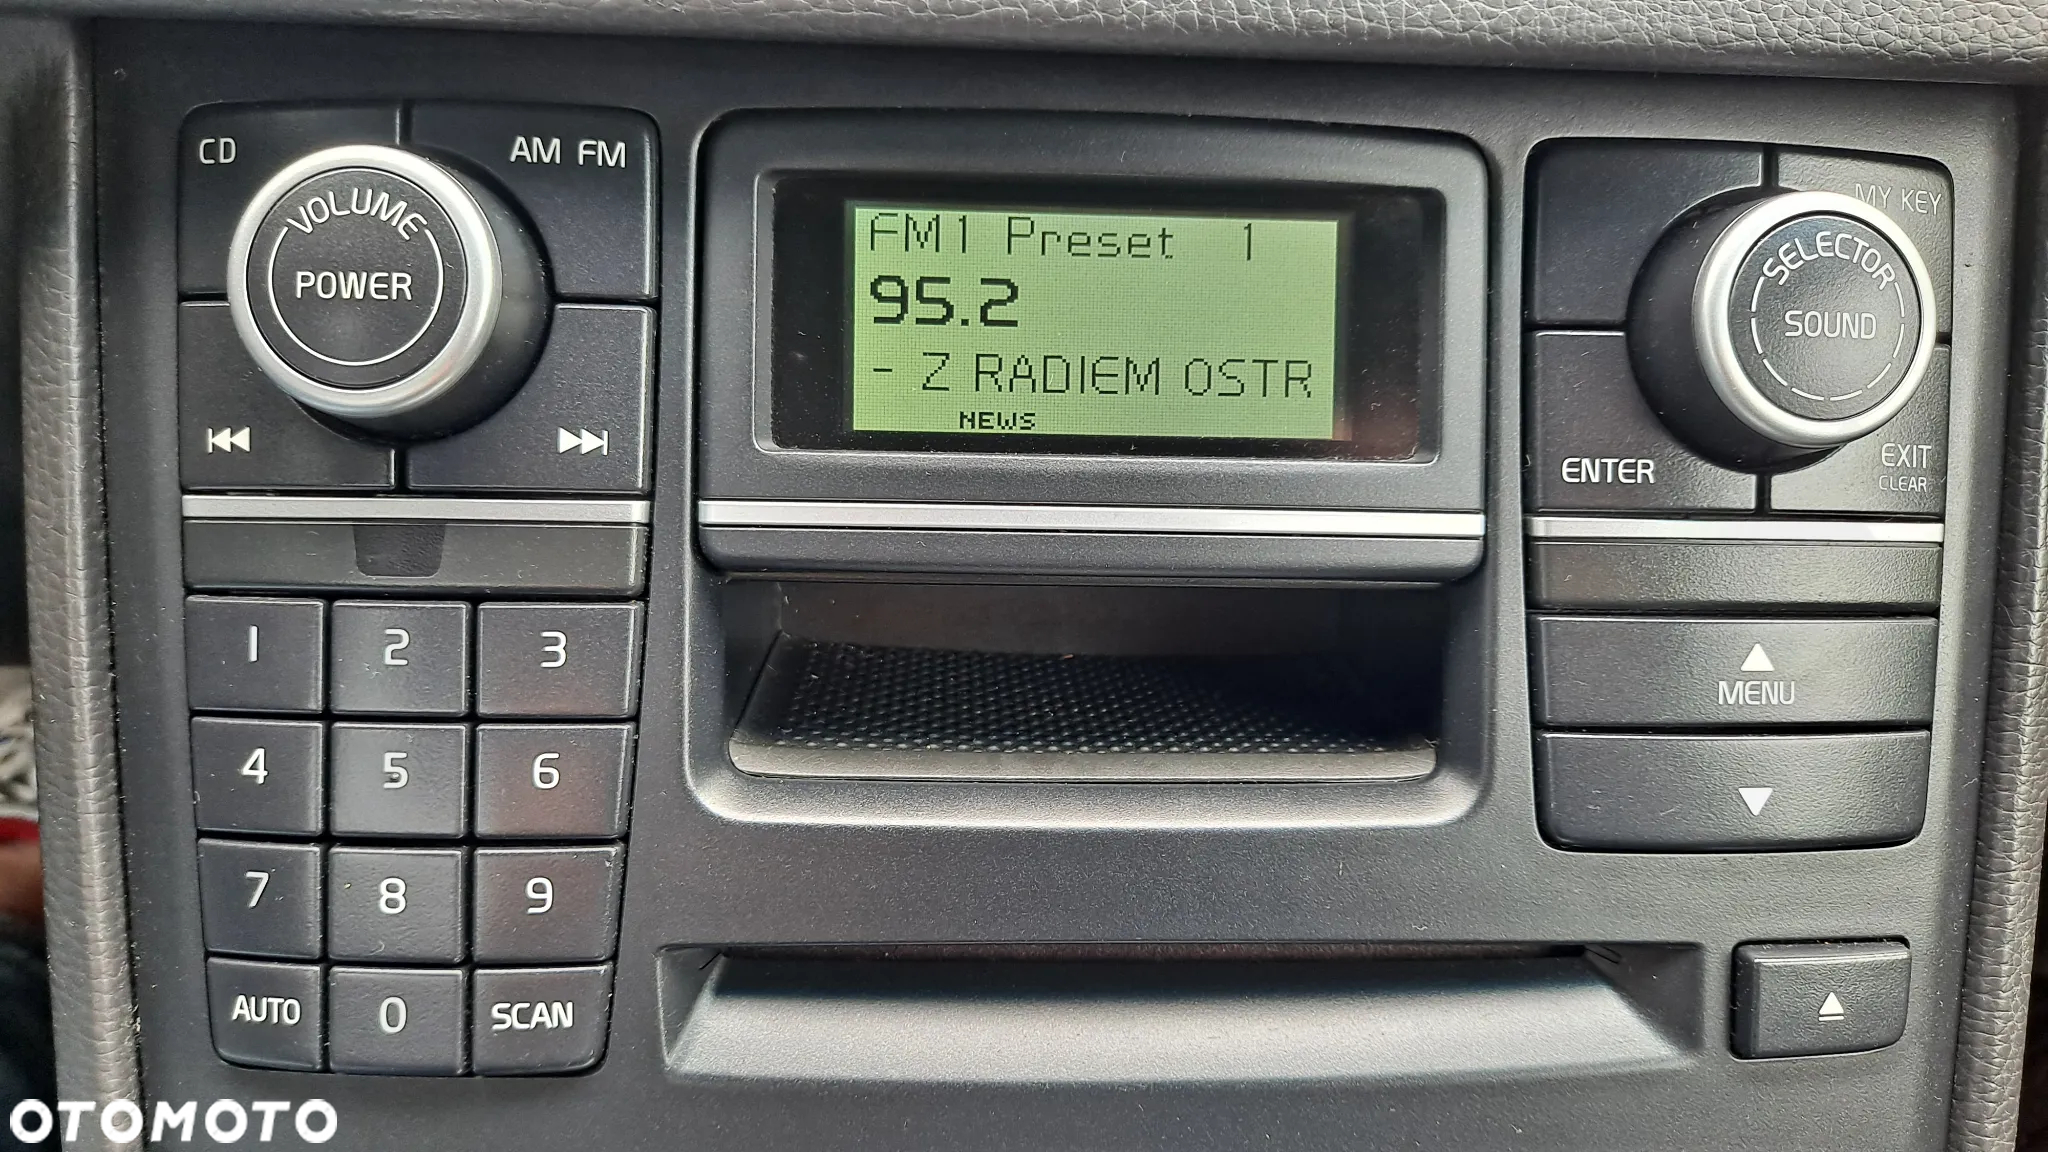 CD
AM FM
VOLUME
POWER
FM1 Preset 1
95.2
- Z RADIEM OSTR
NEWS
MY KEY
SELECTOR
SOUND
ENTER
EXIT
CLEAR
1 2 3
4 5 6
7 8 9
AUTO 0 SCAN
MENU
OTOMOTO